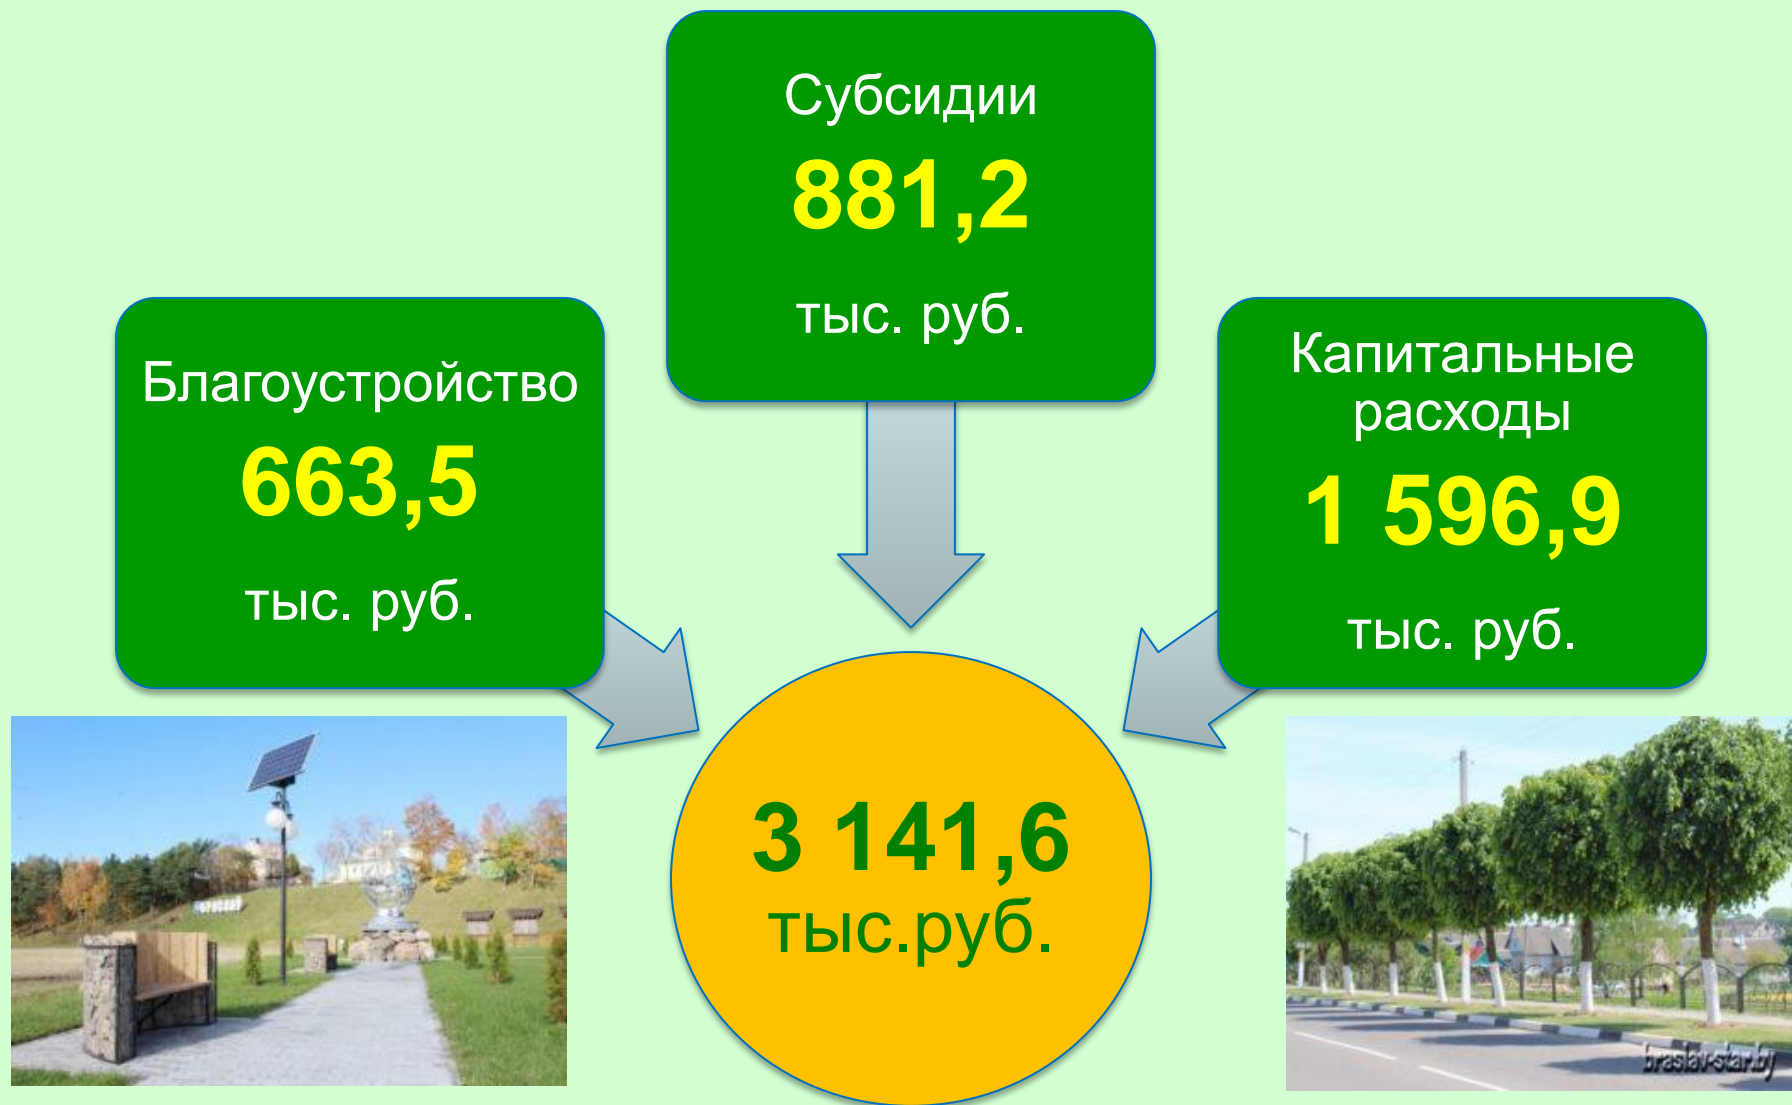 Субсидии
881,2
тыс. руб.
Благоустройство
663,5
тыс. руб.
Капитальные
расходы
1 596,9
тыс. руб.
3 141,6
тыс.руб.
braslav-star.by